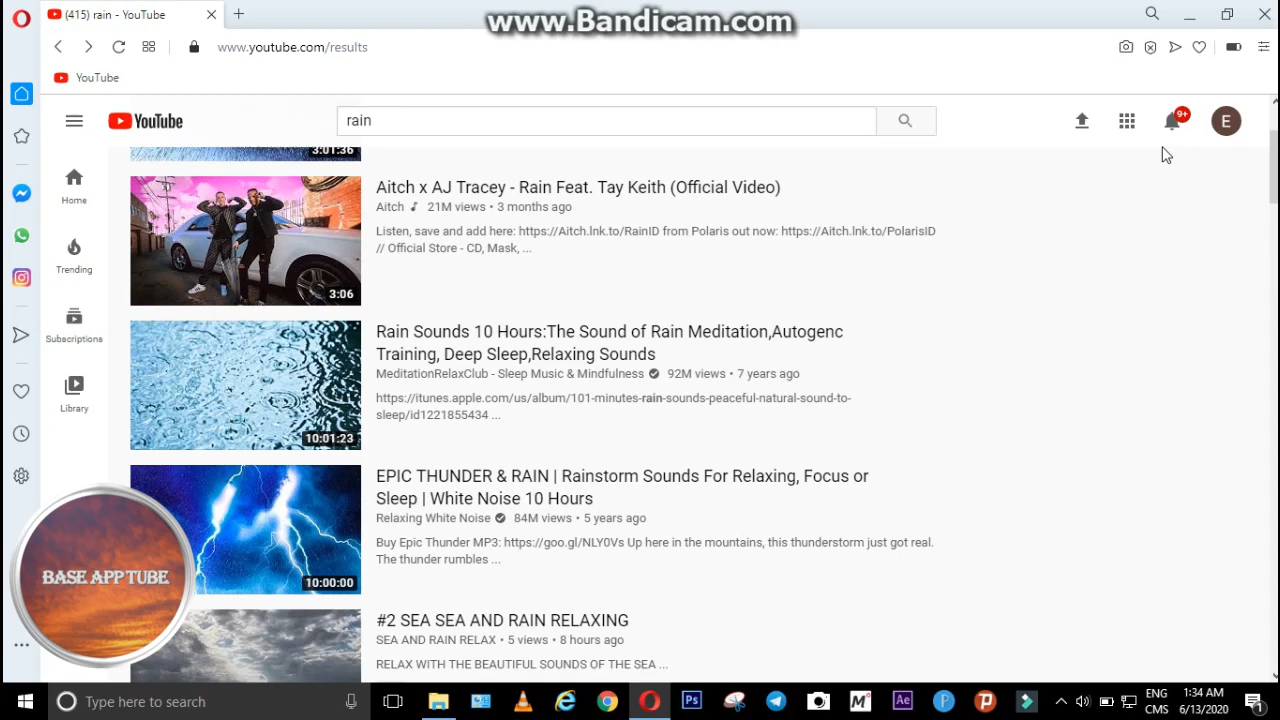 (415) rain - YouTube
www.Bandicam.com
www.youtube.com/results
YouTube
YouTube
rain
9+
E
3:01:36
Home
Trending
Subscriptions
Library
Aitch x AJ Tracey - Rain Feat. Tay Keith (Official Video)
Aitch 21M views • 3 months ago
Listen, save and add here: https://Aitch.lnk.to/RainID from Polaris out now: https://Aitch.lnk.to/PolarisID
// Official Store - CD, Mask, ...
3:06
Rain Sounds 10 Hours:The Sound of Rain Meditation,Autogenc
Training, Deep Sleep,Relaxing Sounds
MeditationRelaxClub - Sleep Music & Mindfulness 92M views • 7 years ago
https://itunes.apple.com/us/album/101-minutes-rain-sounds-peaceful-natural-sound-to-
sleep/id1221855434 ...
10:01:23
EPIC THUNDER & RAIN | Rainstorm Sounds For Relaxing, Focus or
Sleep | White Noise 10 Hours
Relaxing White Noise 84M views • 5 years ago
Buy Epic Thunder MP3: https://goo.gl/NLY0Vs Up here in the mountains, this thunderstorm just got real.
The thunder rumbles ...
10:00:00
BASE APP TUBE
#2 SEA SEA AND RAIN RELAXING
SEA AND RAIN RELAX • 5 views • 8 hours ago
RELAX WITH THE BEAUTIFUL SOUNDS OF THE SEA ...
Type here to search
Ps
M
Ae
P
ENG
CMS
1:34 AM
6/13/2020
1